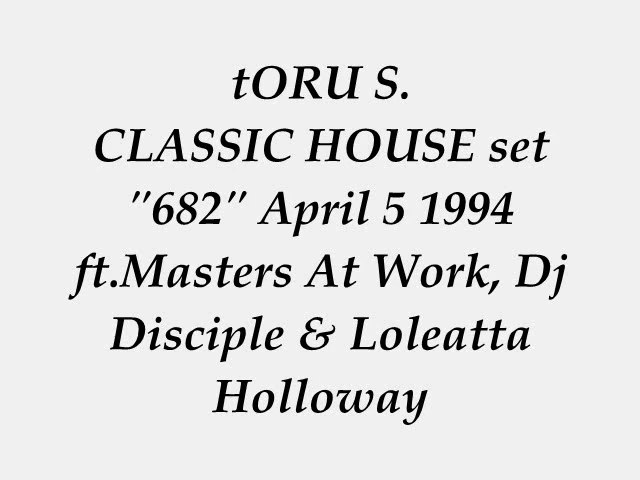 tORU S.
CLASSIC HOUSE set
"682" April 5 1994
ft.Masters At Work, Dj
Disciple & Loleatta
Holloway